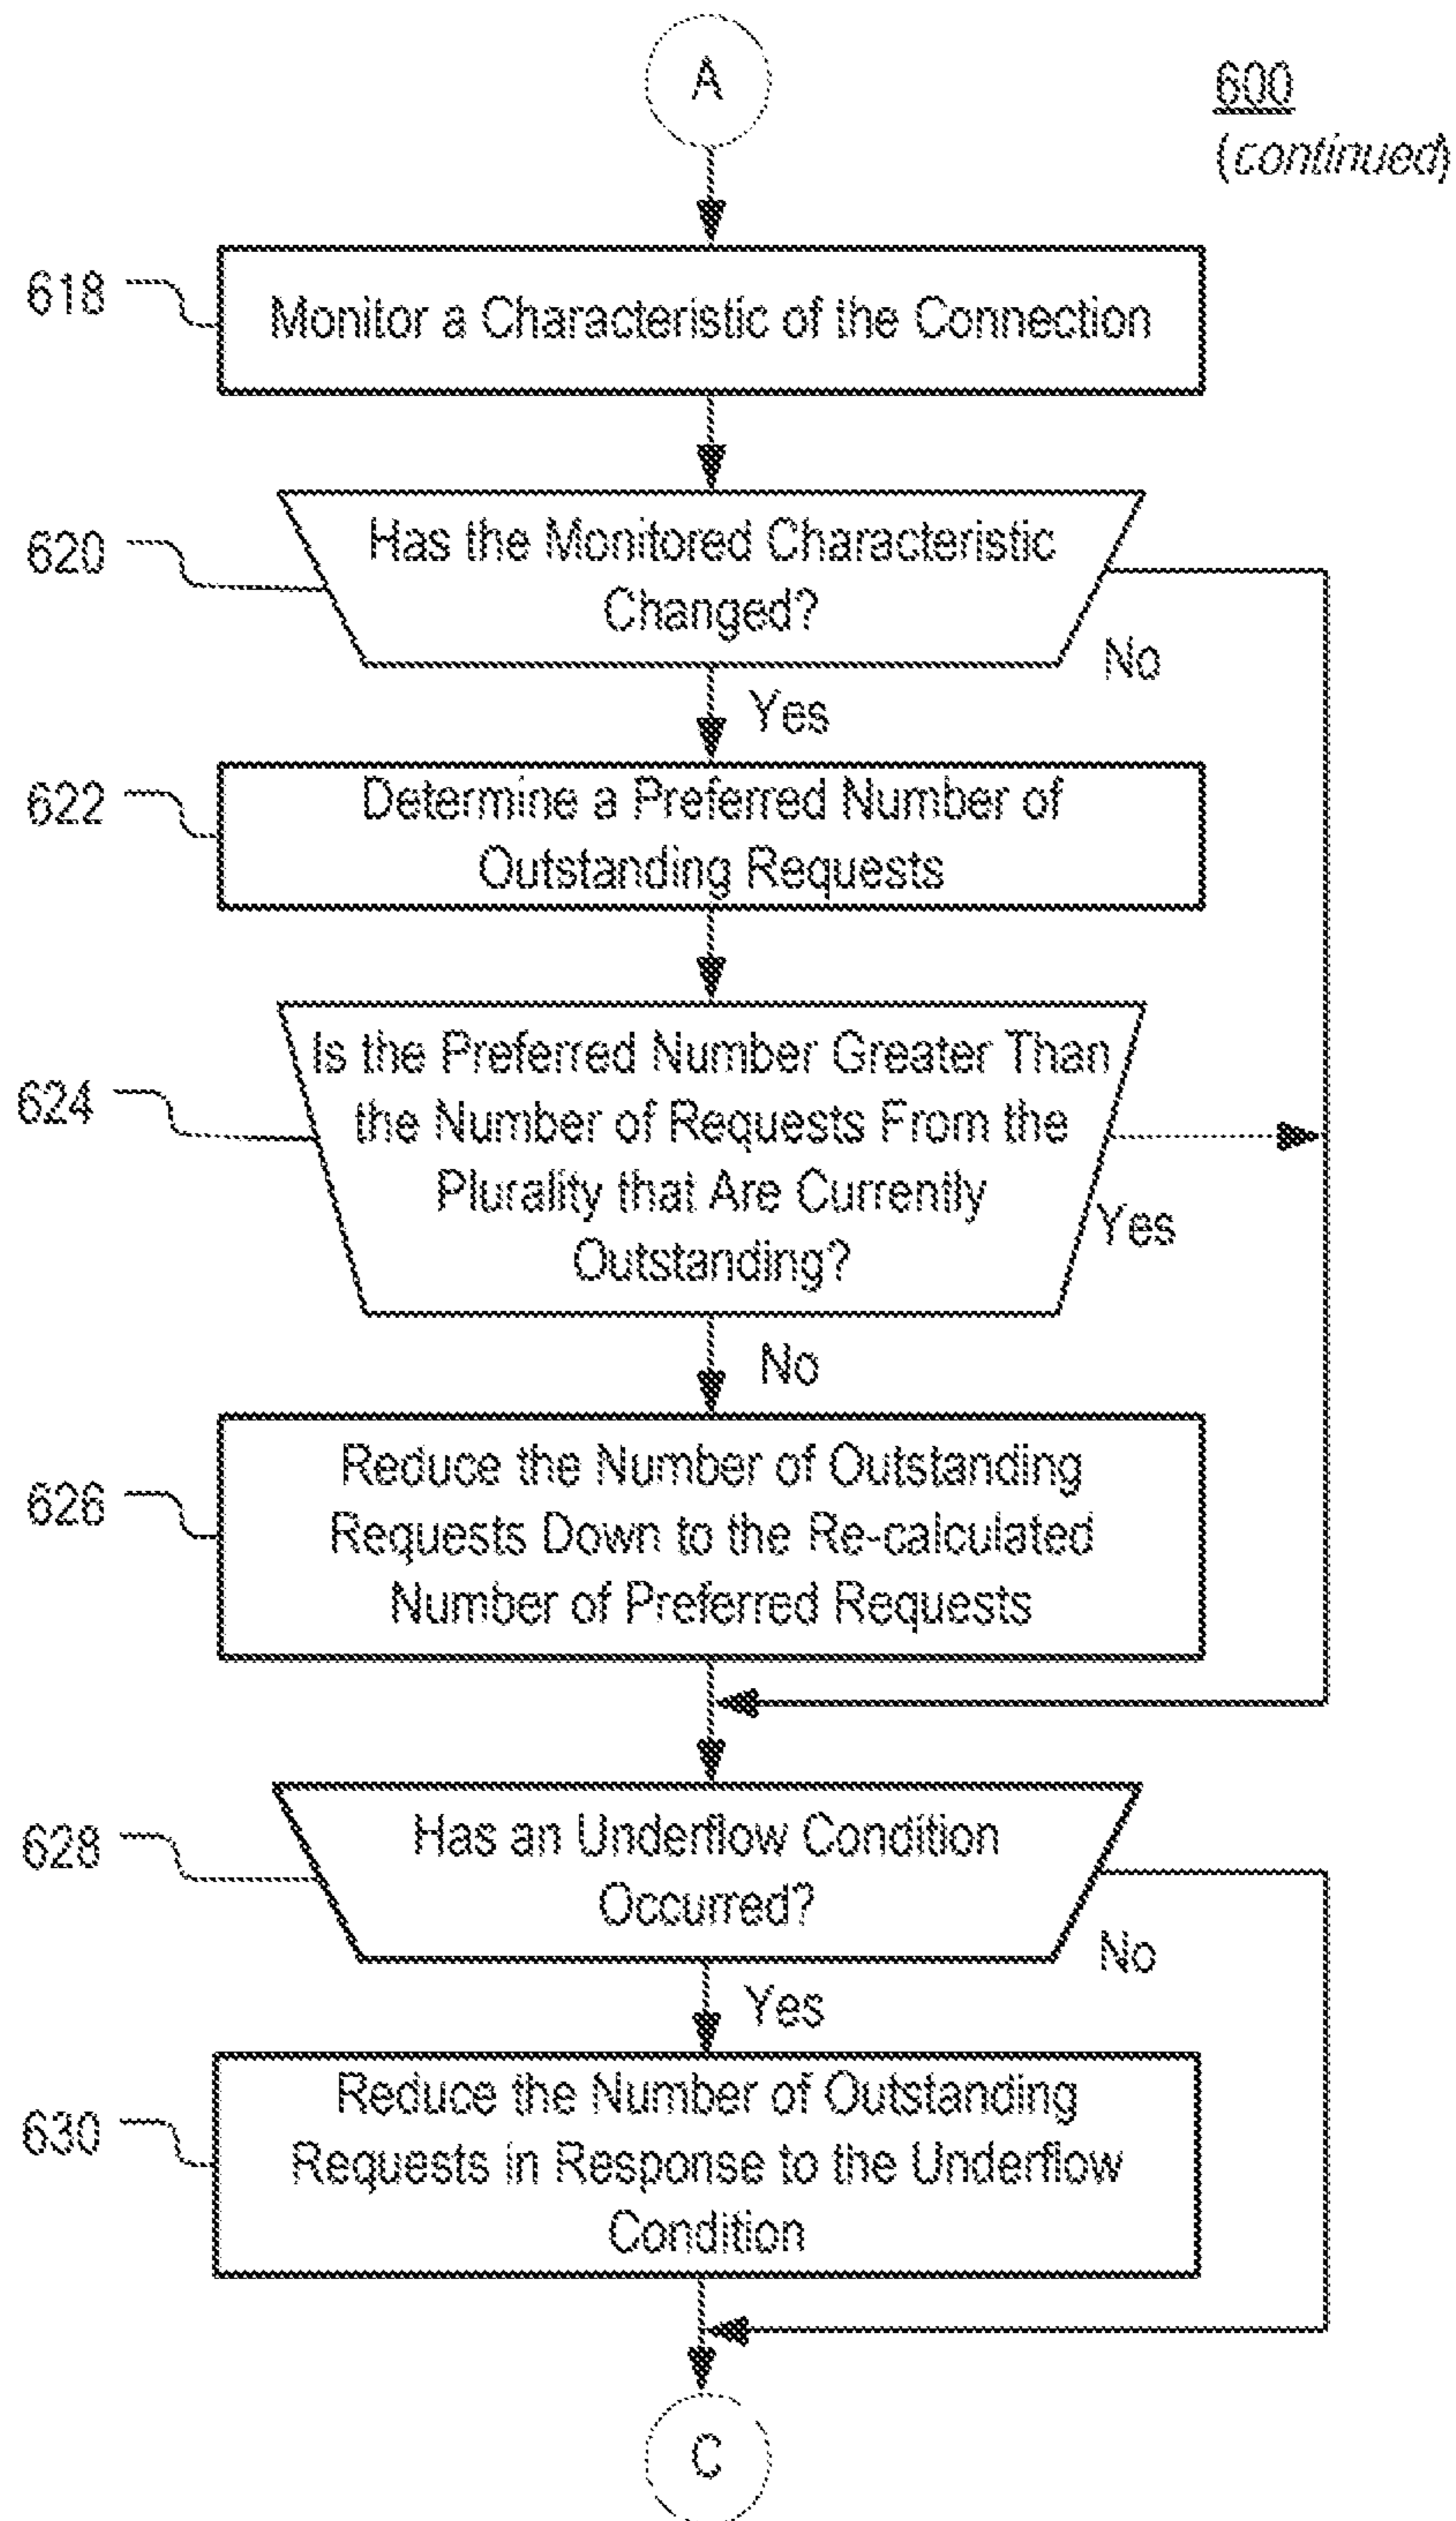 A
600
(continued)
618
Monitor a Characteristic of the Connection
620
Has the Monitored Characteristic
Changed?
No
Yes
622
Determine a Preferred Number of
Outstanding Requests
624
Is the Preferred Number Greater Than
the Number of Requests From the
Plurality that Are Currently
Outstanding?
Yes
No
626
Reduce the Number of Outstanding
Requests Down to the Re-calculated
Number of Preferred Requests
628
Has an Underflow Condition
Occurred?
No
Yes
630
Reduce the Number of Outstanding
Requests in Response to the Underflow
Condition
C